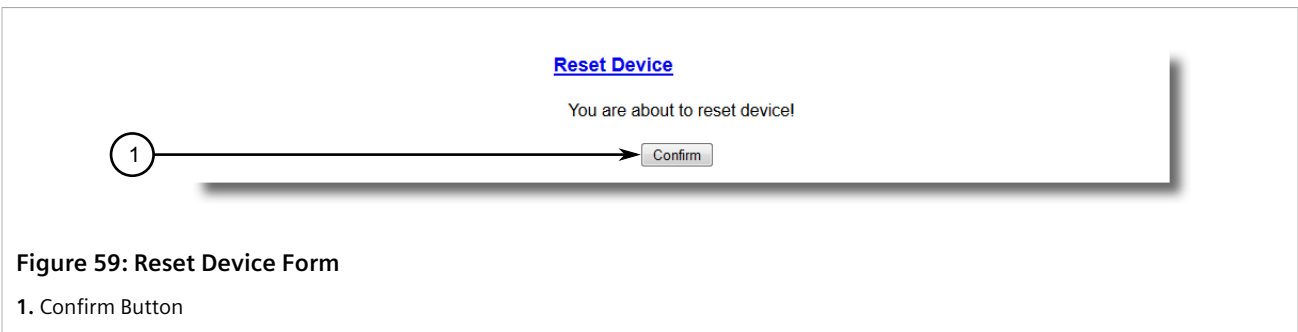 Reset Device
You are about to reset device!
1
Confirm
Figure 59: Reset Device Form
1. Confirm Button